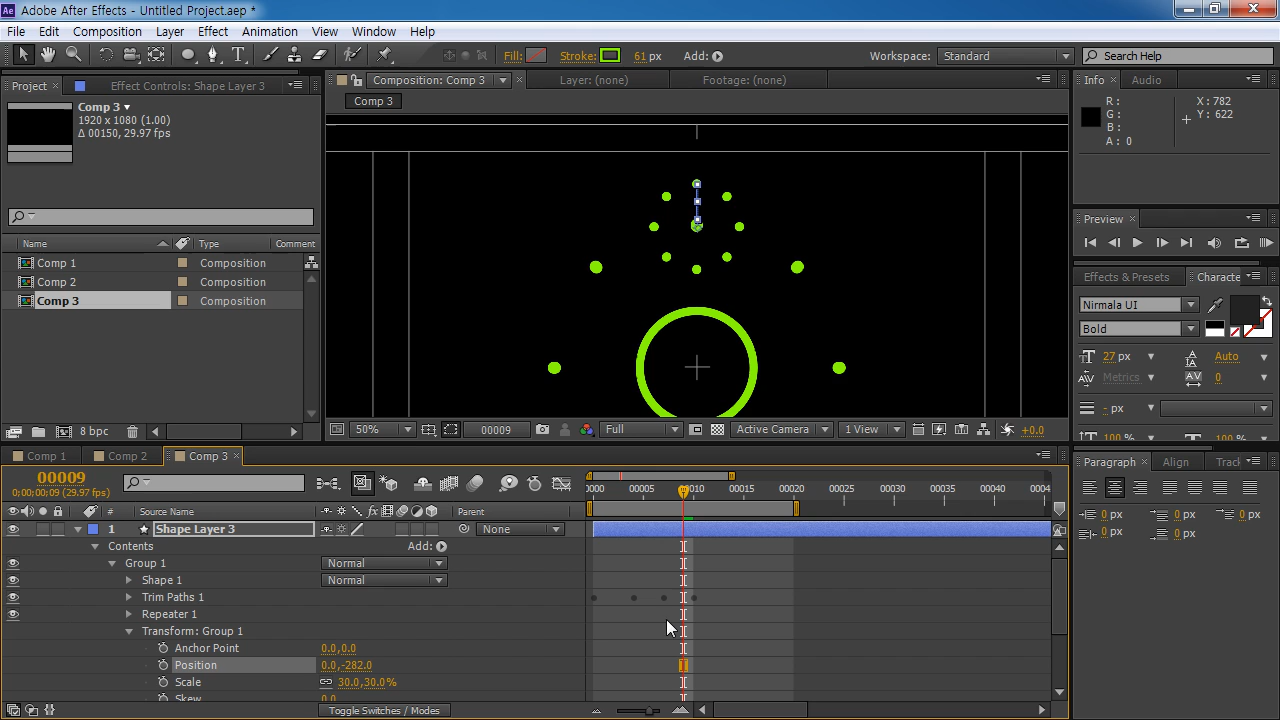 Adobe After Effects - Untitled Project.aep *
File Edit Composition Layer Effect Animation View Window Help
Fill: Stroke: 61 px Add: Workspace: Standard Search Help
Project Effect Controls: Shape Layer 3 Composition: Comp 3 Layer: (none) Footage: (none) Info Audio
Comp 3
1920 x 1080 (1.00)
Δ 00150, 29.97 fps
Comp 3
R : X : 782
G : Y : 622
B :
A : 0
Preview
Name Type Comment
Comp 1 Composition
Comp 2 Composition
Comp 3 Composition
Effects & Presets Characte
Nirmala UI
Bold
27 px Auto
Metrics 0
- px
100 % 100 %
8 bpc 50% 00009 Full Active Camera 1 View +0.0
Comp 1 Comp 2 Comp 3
Paragraph Align Track
00009
0;00;00;09 (29.97 fps)
0000 00005 00010 00015 00020 00025 00030 00035 00040 0004
# Source Name Parent
1 Shape Layer 3 None
Contents Add:
Group 1 Normal
Shape 1 Normal
Trim Paths 1
Repeater 1
Transform: Group 1
Anchor Point 0.0,0.0
Position 0.0,-282.0
Scale 30.0,30.0%
Skew 0.0
Toggle Switches / Modes
0 px 0 px 0 px
0 px 0 px